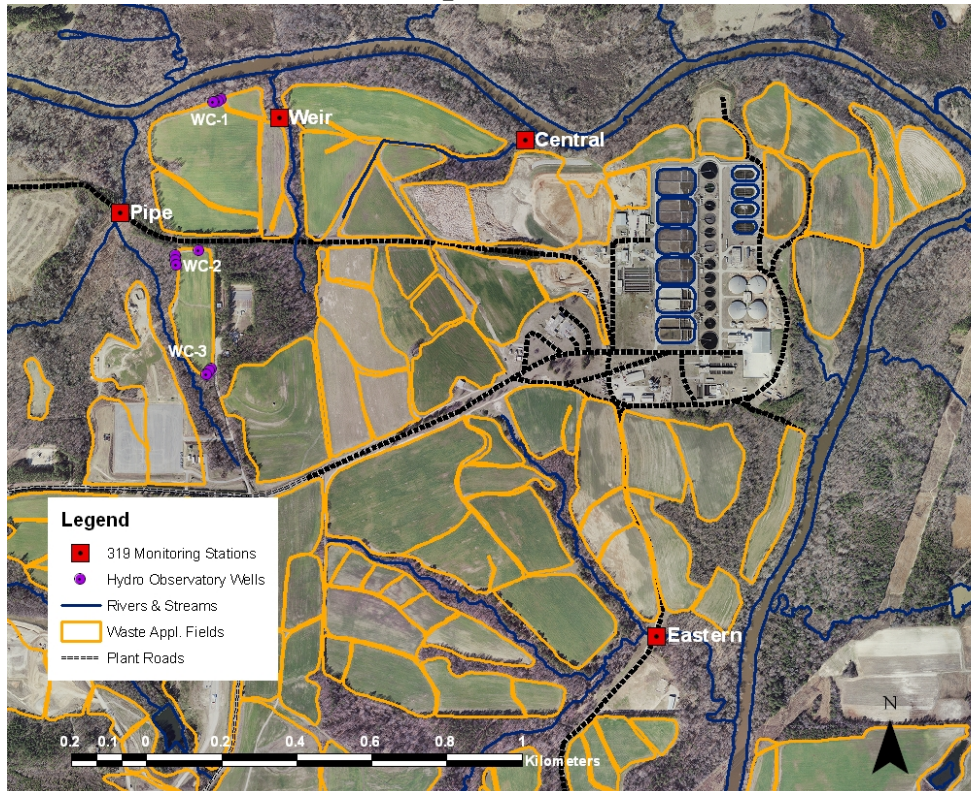 WC-1
Weir
Central
Pipe
WC-2
WC-3
Legend
319 Monitoring Stations
Hydro Observatory Wells
Rivers & Streams
Waste Appl. Fields
Plant Roads
Eastern
N
0.2 0.1 0 0.2 0.4 0.6 0.8 1
Kilometers